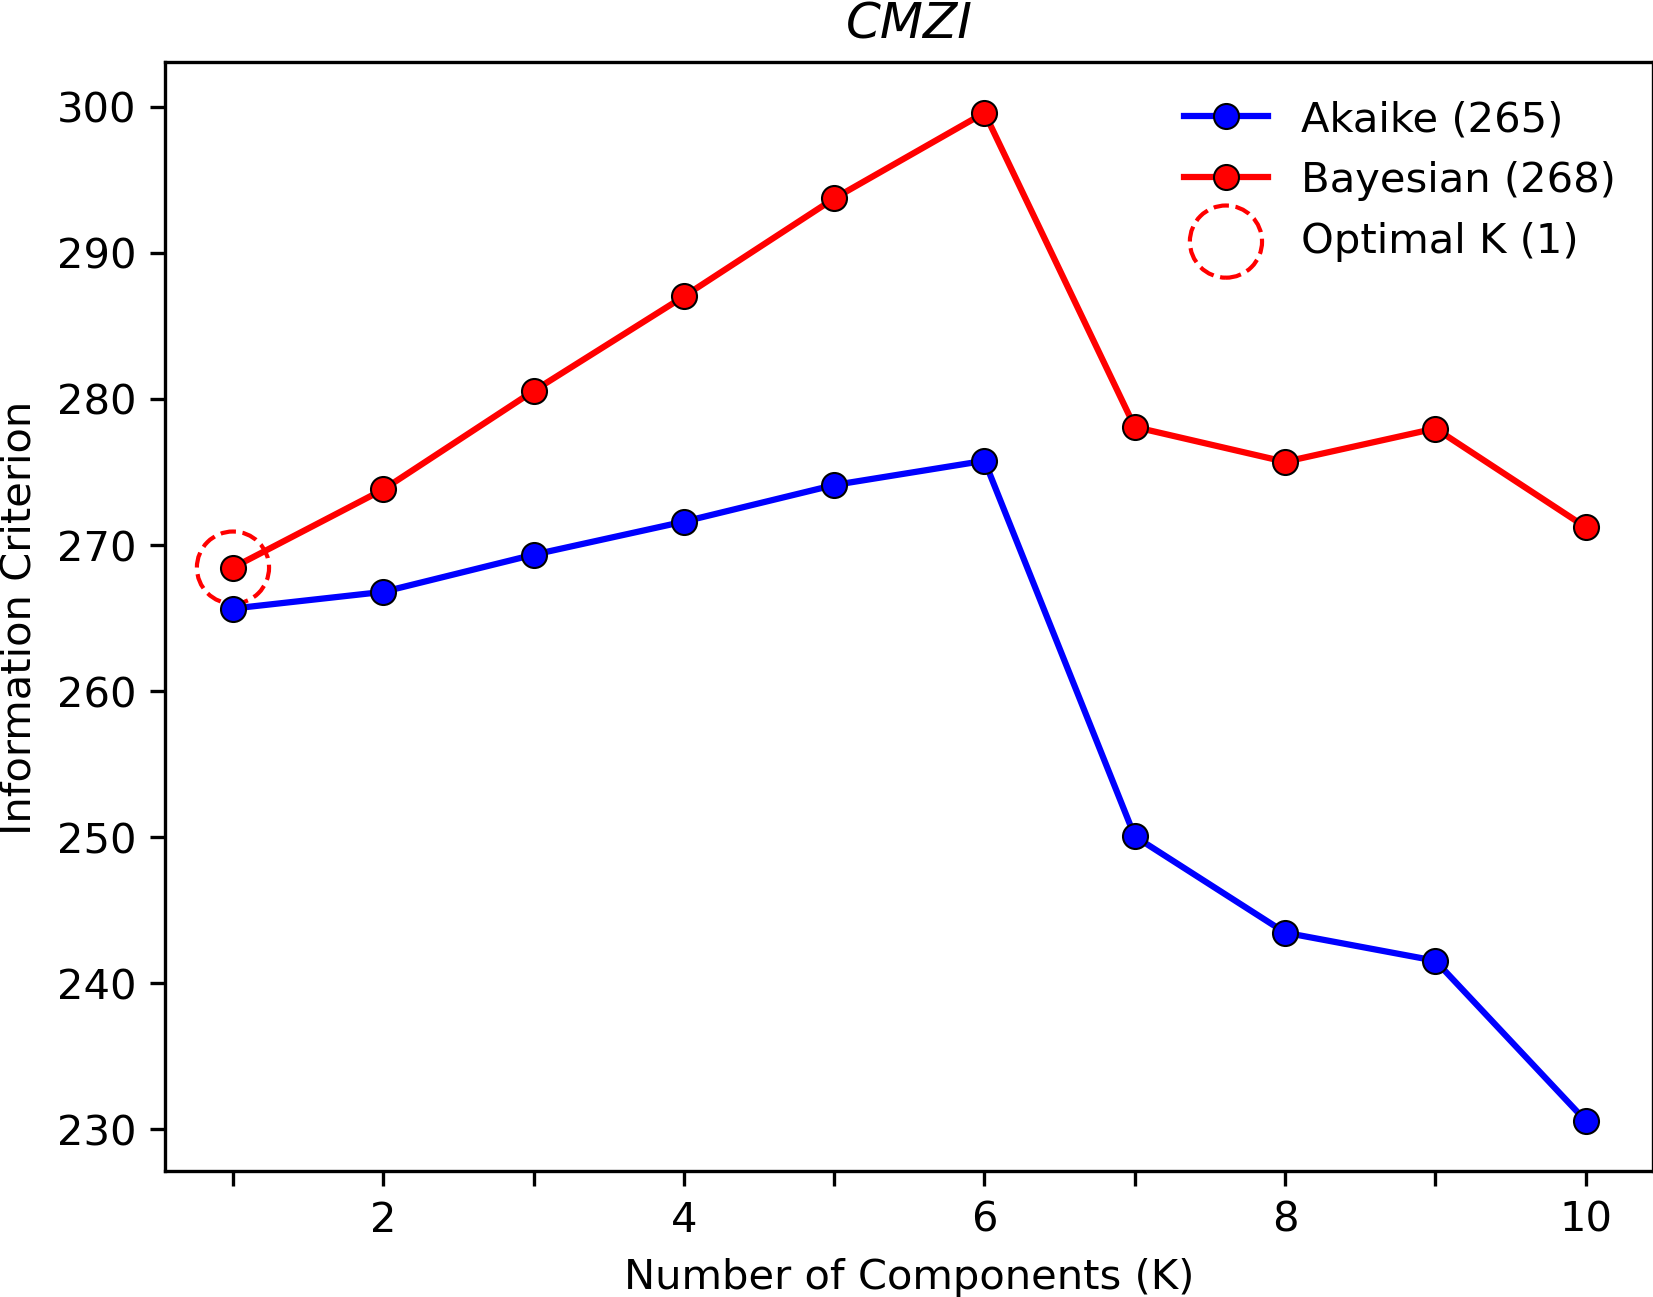 CMZI
Akaike (265)
Bayesian (268)
Optimal K (1)
Information Criterion
300
290
280
270
260
250
240
230
2 4 6 8 10
Number of Components (K)